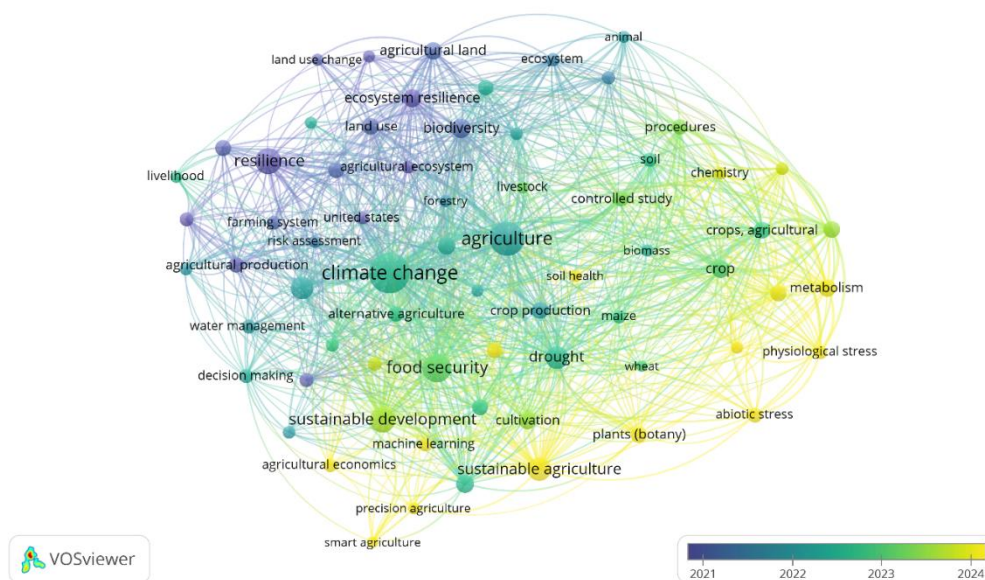 animal
agricultural land
land use change
ecosystem
ecosystem resilience
land use
biodiversity
procedures
resilience
agricultural ecosystem
soil
livelihood
livestock
chemistry
forestry
controlled study
farming system
united states
risk assessment
agriculture
biomass
crops, agricultural
agricultural production
climate change
soil health
crop
metabolism
alternative agriculture
crop production
maize
water management
physiological stress
drought
food security
wheat
decision making
abiotic stress
sustainable development
cultivation
plants (botany)
machine learning
agricultural economics
sustainable agriculture
precision agriculture
smart agriculture
VOSviewer
2021 2022 2023 2024